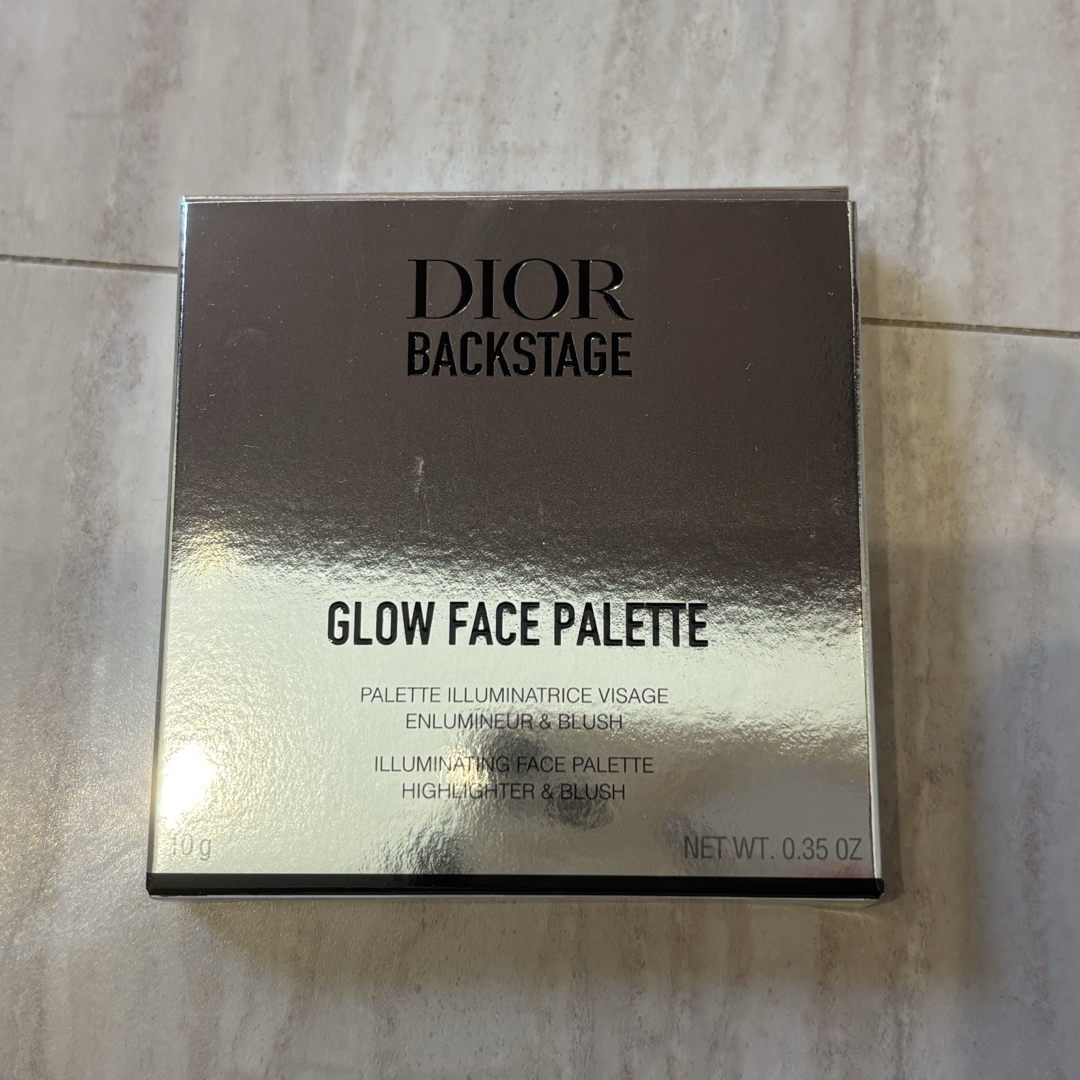 DIOR
BACKSTAGE
GLOW FACE PALETTE
PALETTE ILLUMINATRICE VISAGE
ENLUMINEUR & BLUSH
ILLUMINATING FACE PALETTE
HIGHLIGHTER & BLUSH
10 g
NET WT. 0.35 OZ